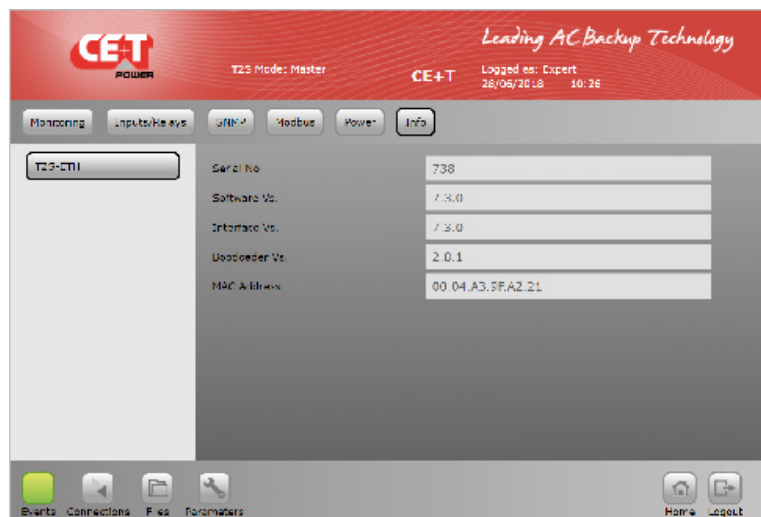 CE+T
POWER
Leading AC Backup Technology
T2S Mode: Master
CE+T
Logged as: Expert
28/06/2018 10:26
Monitoring Inputs/Relays SNMP Modbus Power Info
T2S-ETH
Serial No 738
Software Vs. 7.3.0
Interface Vs. 7.3.0
Bootloader Vs. 2.0.1
MAC Address 00.04.A3.9F.A2.21
Events Connections Files Parameters
Home Logout